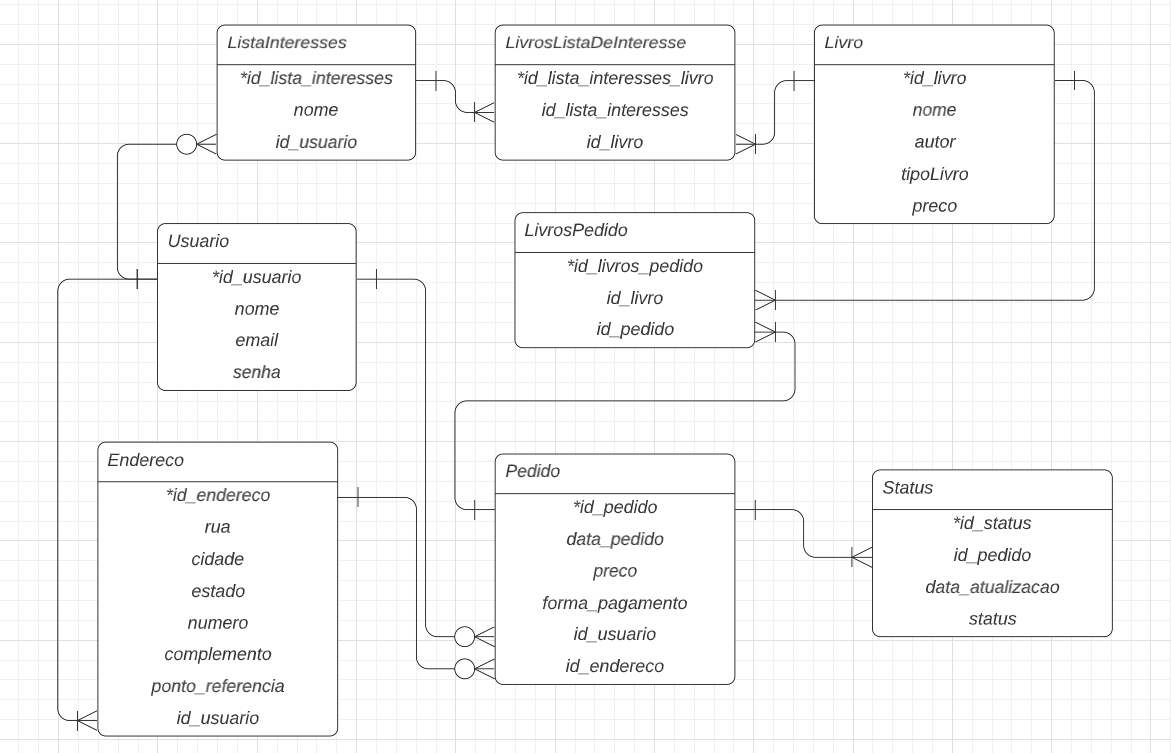 ListaInteresses
*id_lista_interesses
nome
id_usuario
LivrosListaDeInteresse
*id_lista_interesses_livro
id_lista_interesses
id_livro
Livro
*id_livro
nome
autor
tipoLivro
preco
Usuario
*id_usuario
nome
email
senha
LivrosPedido
*id_livros_pedido
id_livro
id_pedido
Endereco
*id_endereco
rua
cidade
estado
numero
complemento
ponto_referencia
id_usuario
Pedido
*id_pedido
data_pedido
preco
forma_pagamento
id_usuario
id_endereco
Status
*id_status
id_pedido
data_atualizacao
status